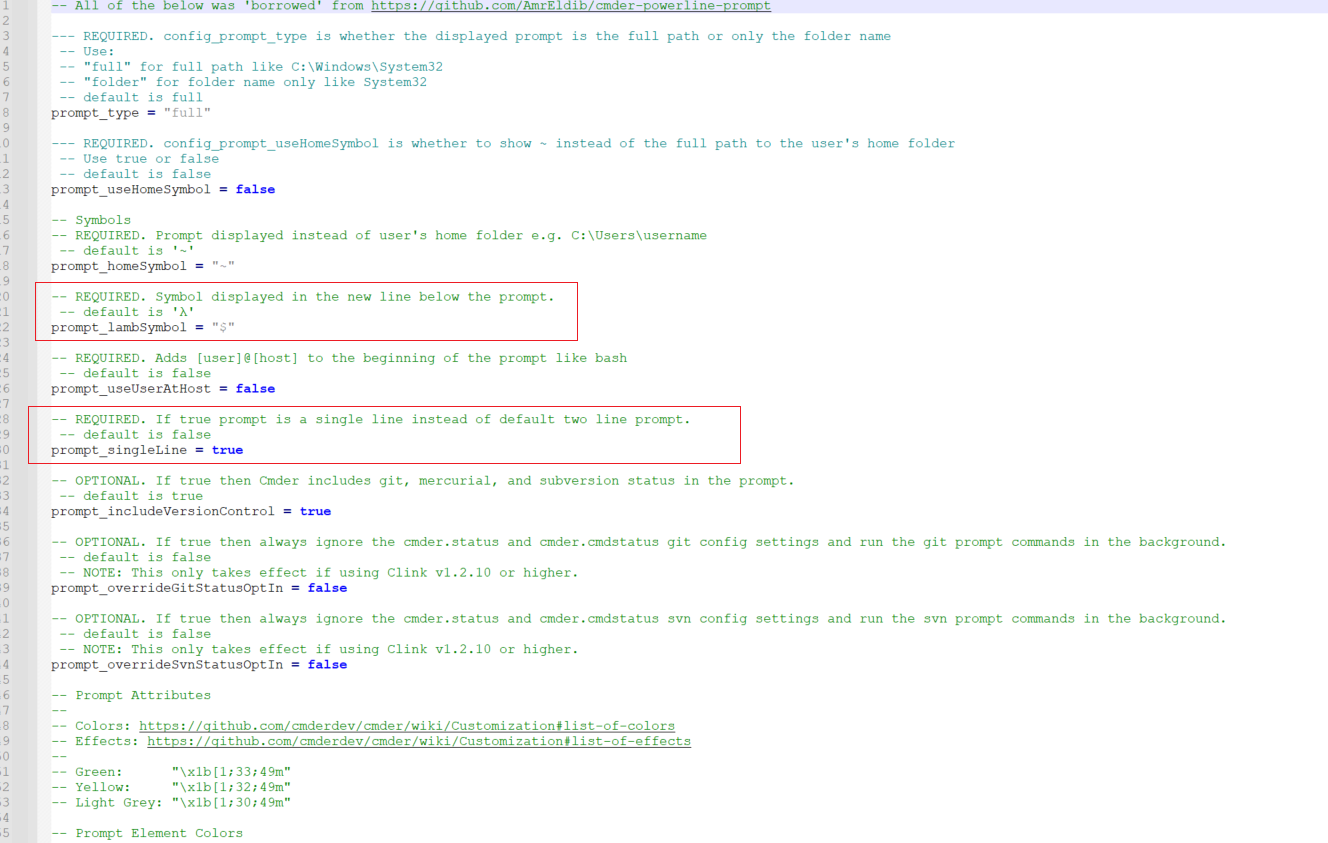 1 -- All of the below was 'borrowed' from https://github.com/AmrEldib/cmder-powerline-prompt
2
3 --- REQUIRED. config_prompt_type is whether the displayed prompt is the full path or only the folder name
4 -- Use:
5 -- "full" for full path like C:\Windows\System32
6 -- "folder" for folder name only like System32
7 -- default is full
8 prompt_type = "full"
9
0 --- REQUIRED. config_prompt_useHomeSymbol is whether to show ~ instead of the full path to the user's home folder
1 -- Use true or false
2 -- default is false
3 prompt_useHomeSymbol = false
4
5 -- Symbols
6 -- REQUIRED. Prompt displayed instead of user's home folder e.g. C:\Users\username
7 -- default is '~'
8 prompt_homeSymbol = "~"
9
20 -- REQUIRED. Symbol displayed in the new line below the prompt.
21 -- default is 'λ'
22 prompt_lambSymbol = "$"
23
24 -- REQUIRED. Adds [user]@[host] to the beginning of the prompt like bash
25 -- default is false
26 prompt_useUserAtHost = false
27
28 -- REQUIRED. If true prompt is a single line instead of default two line prompt.
29 -- default is false
30 prompt_singleLine = true
31
32 -- OPTIONAL. If true then Cmder includes git, mercurial, and subversion status in the prompt.
33 -- default is true
34 prompt_includeVersionControl = true
35
36 -- OPTIONAL. If true then always ignore the cmder.status and cmder.cmdstatus git config settings and run the git prompt commands in the background.
37 -- default is false
38 -- NOTE: This only takes effect if using Clink v1.2.10 or higher.
39 prompt_overrideGitStatusOptIn = false
40
41 -- OPTIONAL. If true then always ignore the cmder.status and cmder.cmdstatus svn config settings and run the svn prompt commands in the background.
42 -- default is false
43 -- NOTE: This only takes effect if using Clink v1.2.10 or higher.
44 prompt_overrideSvnStatusOptIn = false
45
46 -- Prompt Attributes
47 --
48 -- Colors: https://github.com/cmderdev/cmder/wiki/Customization#list-of-colors
49 -- Effects: https://github.com/cmderdev/cmder/wiki/Customization#list-of-effects
50 --
51 -- Green: "\x1b[1;33;49m"
52 -- Yellow: "\x1b[1;32;49m"
53 -- Light Grey: "\x1b[1;30;49m"
54
55 -- Prompt Element Colors